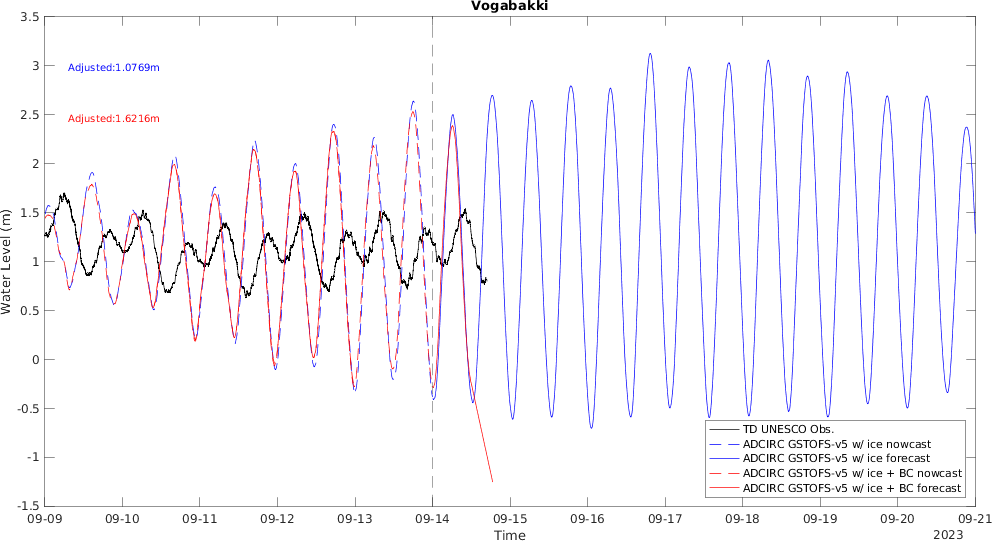 Vogabakki
3.5
3
2.5
2
1.5
1
0.5
0
-0.5
-1
-1.5
Water Level (m)
Adjusted:1.0769m
Adjusted:1.6216m
TD UNESCO Obs.
ADCIRC GSTOFS-v5 w/ ice nowcast
ADCIRC GSTOFS-v5 w/ ice forecast
ADCIRC GSTOFS-v5 w/ ice + BC nowcast
ADCIRC GSTOFS-v5 w/ ice + BC forecast
09-09 09-10 09-11 09-12 09-13 09-14 09-15 09-16 09-17 09-18 09-19 09-20 09-21
Time
2023